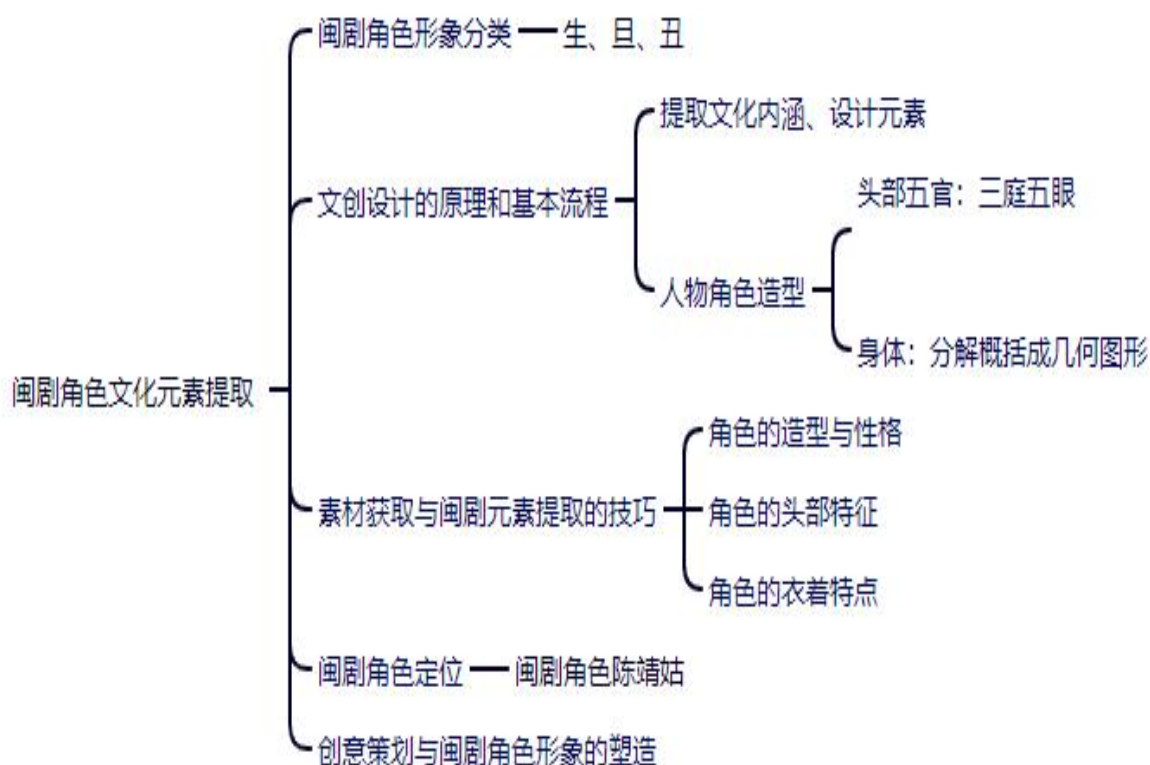 闽剧角色文化元素提取
闽剧角色形象分类
生、旦、丑
文创设计的原理和基本流程
提取文化内涵、设计元素
人物角色造型
头部五官：三庭五眼
身体：分解概括成几何图形
素材获取与闽剧元素提取的技巧
角色的造型与性格
角色的头部特征
角色的衣着特点
闽剧角色定位
闽剧角色陈靖姑
创意策划与闽剧角色形象的塑造